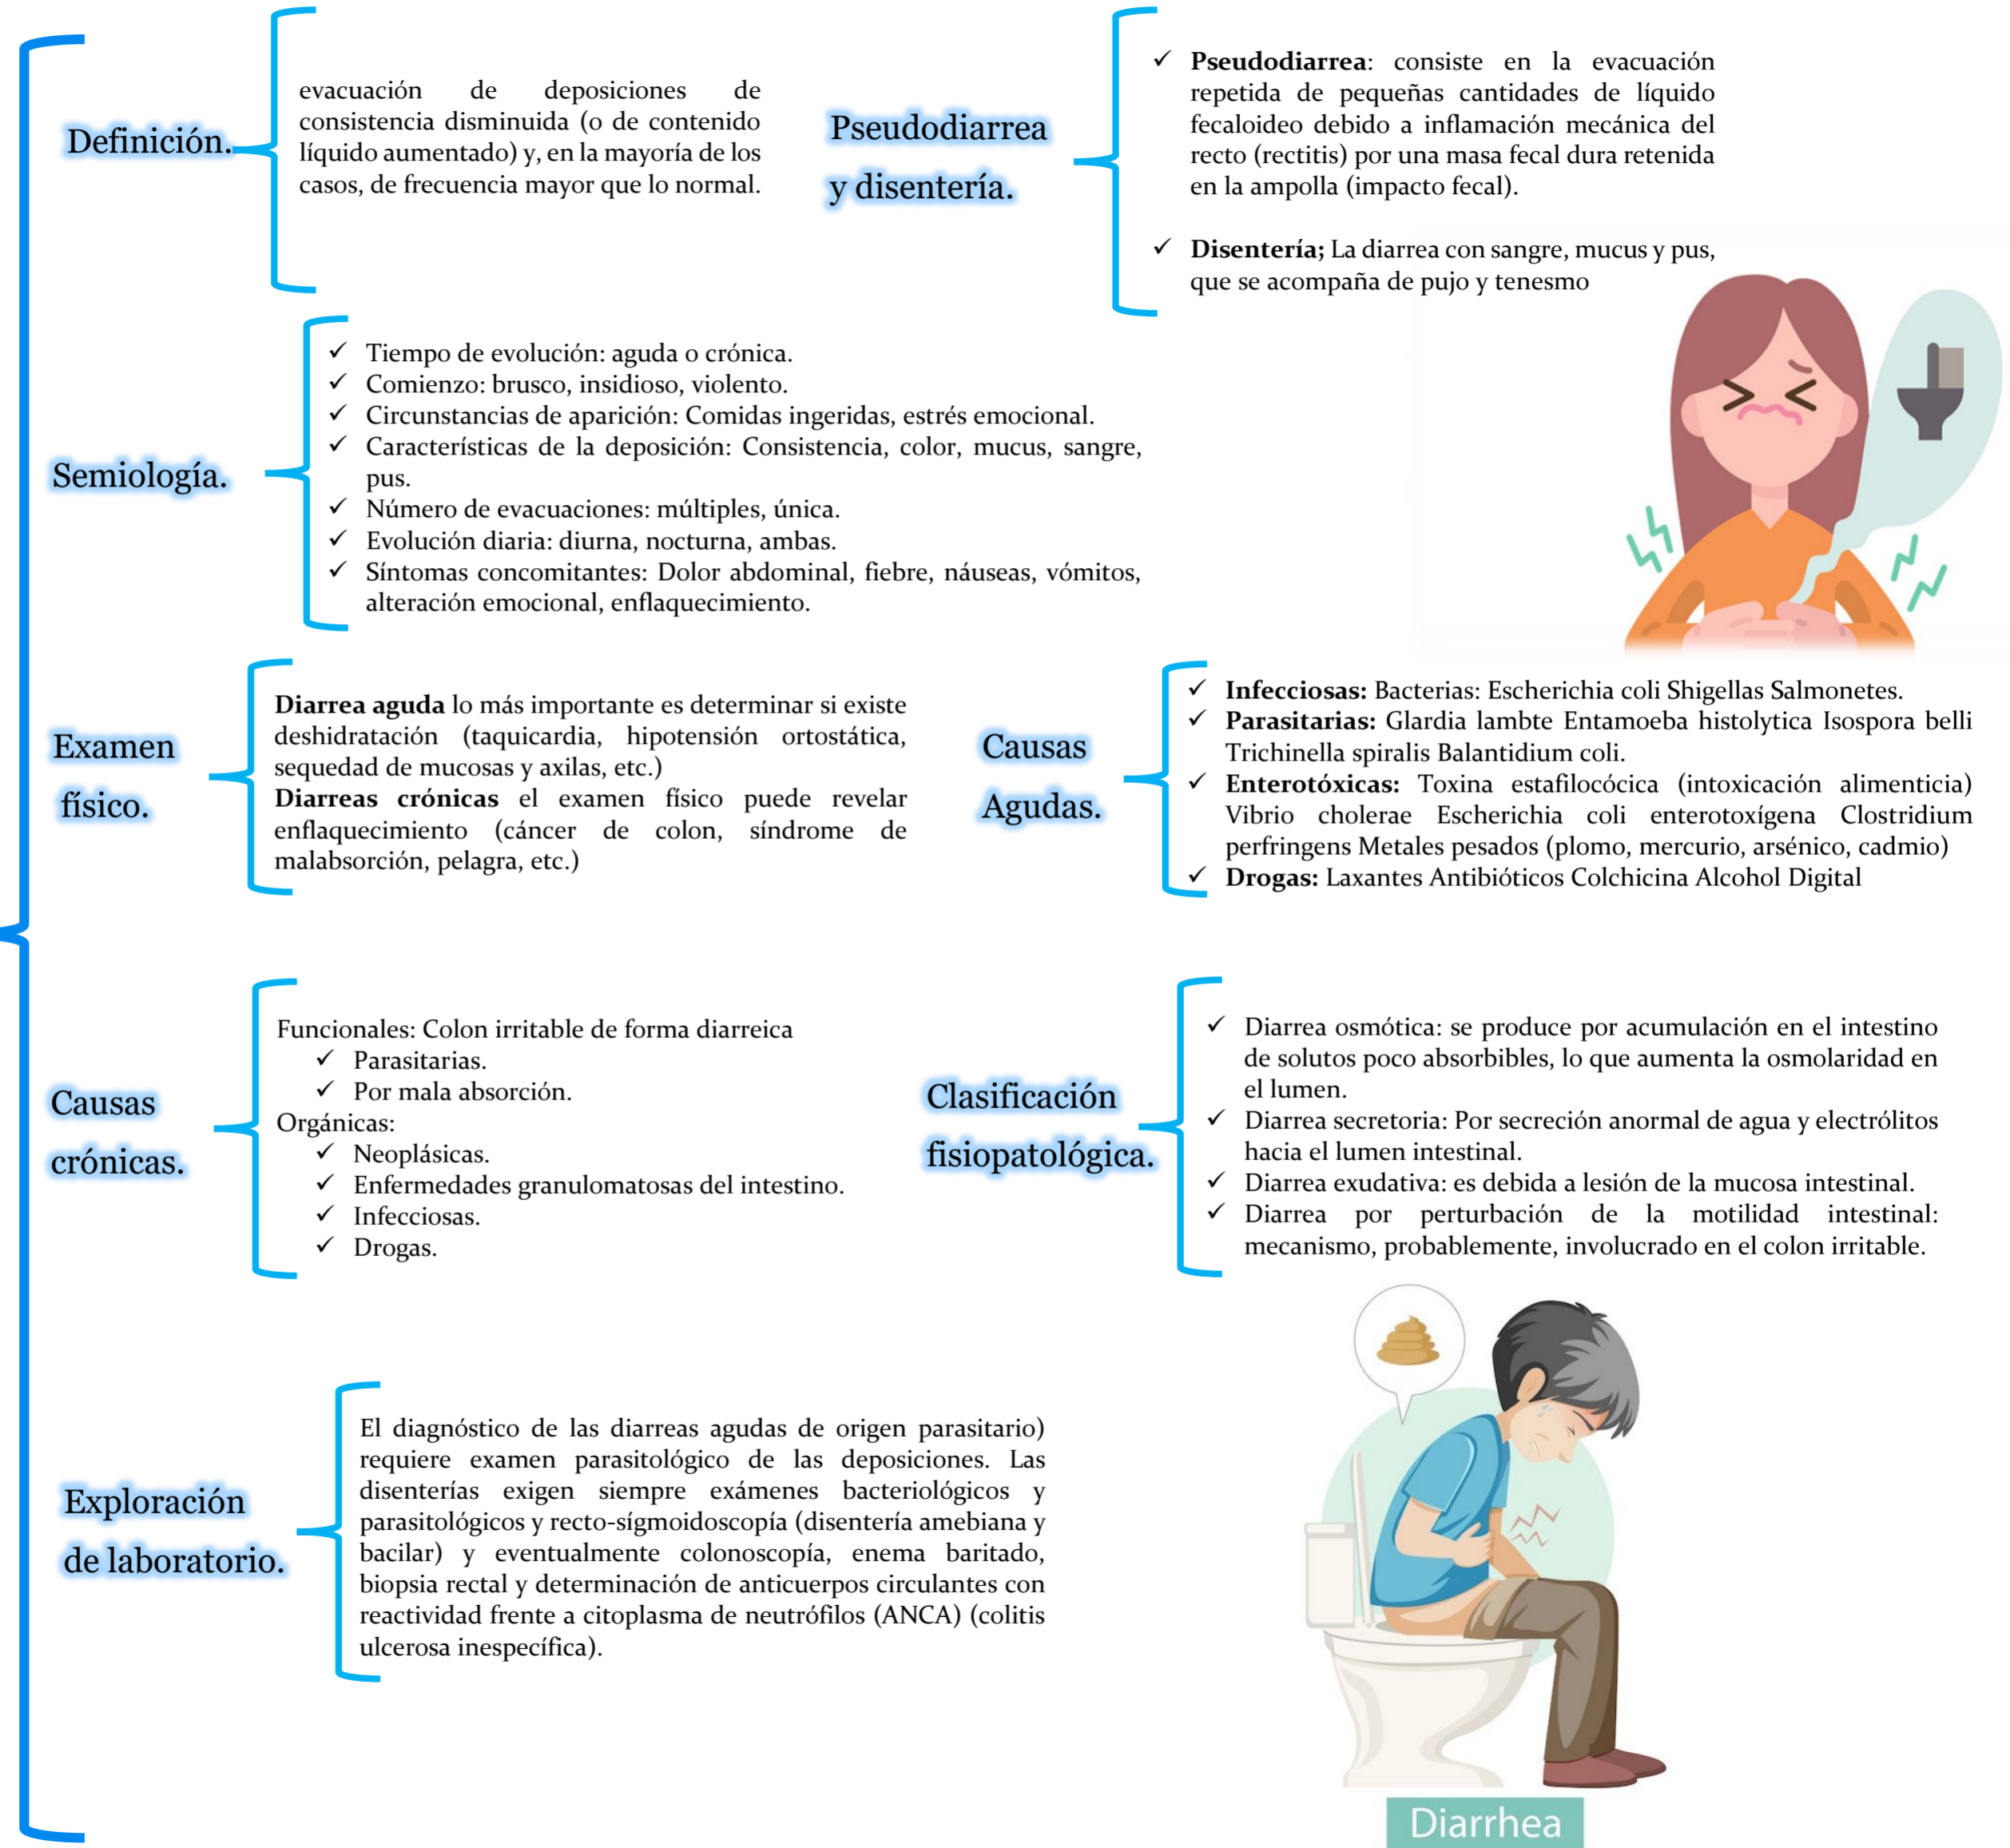 Definición.
evacuación de deposiciones de
consistencia disminuida (o de contenido
líquido aumentado) y, en la mayoría de los
casos, de frecuencia mayor que lo normal.
Pseudodiarrea
y disentería.
✓ Pseudodiarrea: consiste en la evacuación
repetida de pequeñas cantidades de líquido
fecaloideo debido a inflamación mecánica del
recto (rectitis) por una masa fecal dura retenida
en la ampolla (impacto fecal).
✓ Disentería; La diarrea con sangre, mucus y pus,
que se acompaña de pujo y tenesmo
Semiología.
✓ Tiempo de evolución: aguda o crónica.
✓ Comienzo: brusco, insidioso, violento.
✓ Circunstancias de aparición: Comidas ingeridas, estrés emocional.
✓ Características de la deposición: Consistencia, color, mucus, sangre,
pus.
✓ Número de evacuaciones: múltiples, única.
✓ Evolución diaria: diurna, nocturna, ambas.
✓ Síntomas concomitantes: Dolor abdominal, fiebre, náuseas, vómitos,
alteración emocional, enflaquecimiento.
Examen
físico.
Diarrea aguda lo más importante es determinar si existe
deshidratación (taquicardia, hipotensión ortostática,
sequedad de mucosas y axilas, etc.)
Diarreas crónicas el examen físico puede revelar
enflaquecimiento (cáncer de colon, síndrome de
malabsorción, pelagra, etc.)
Causas
Agudas.
✓ Infecciosas: Bacterias: Escherichia coli Shigellas Salmonetes.
✓ Parasitarias: Glardia lambte Entamoeba histolytica Isospora belli
Trichinella spiralis Balantidium coli.
✓ Enterotóxicas: Toxina estafilocócica (intoxicación alimenticia)
Vibrio cholerae Escherichia coli enterotoxígena Clostridium
perfringens Metales pesados (plomo, mercurio, arsénico, cadmio)
✓ Drogas: Laxantes Antibióticos Colchicina Alcohol Digital
Causas
crónicas.
Funcionales: Colon irritable de forma diarreica
✓ Parasitarias.
✓ Por mala absorción.
Orgánicas:
✓ Neoplásicas.
✓ Enfermedades granulomatosas del intestino.
✓ Infecciosas.
✓ Drogas.
Clasificación
fisiopatológica.
✓ Diarrea osmótica: se produce por acumulación en el intestino
de solutos poco absorbibles, lo que aumenta la osmolaridad en
el lumen.
✓ Diarrea secretoria: Por secreción anormal de agua y electrólitos
hacia el lumen intestinal.
✓ Diarrea exudativa: es debida a lesión de la mucosa intestinal.
✓ Diarrea por perturbación de la motilidad intestinal:
mecanismo, probablemente, involucrado en el colon irritable.
Exploración
de laboratorio.
El diagnóstico de las diarreas agudas de origen parasitario)
requiere examen parasitológico de las deposiciones. Las
disenterías exigen siempre exámenes bacteriológicos y
parasitológicos y recto-sígmoidoscopía (disentería amebiana y
bacilar) y eventualmente colonoscopía, enema baritado,
biopsia rectal y determinación de anticuerpos circulantes con
reactividad frente a citoplasma de neutrófilos (ANCA) (colitis
ulcerosa inespecífica).
Diarrhea